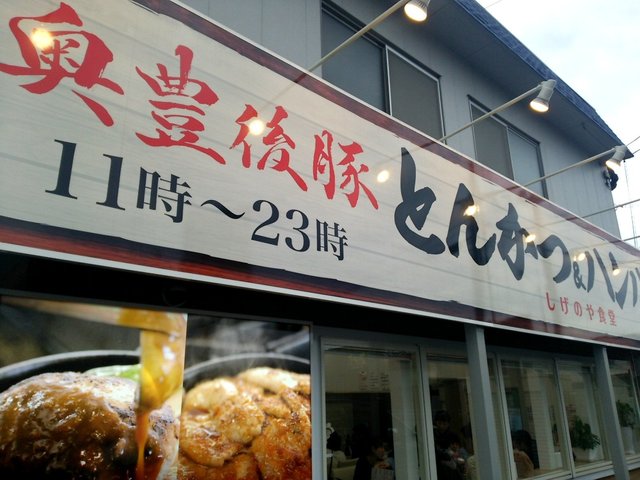 奥豊後豚
11時～23時
とんかつ&ハンバ
しげのや食堂